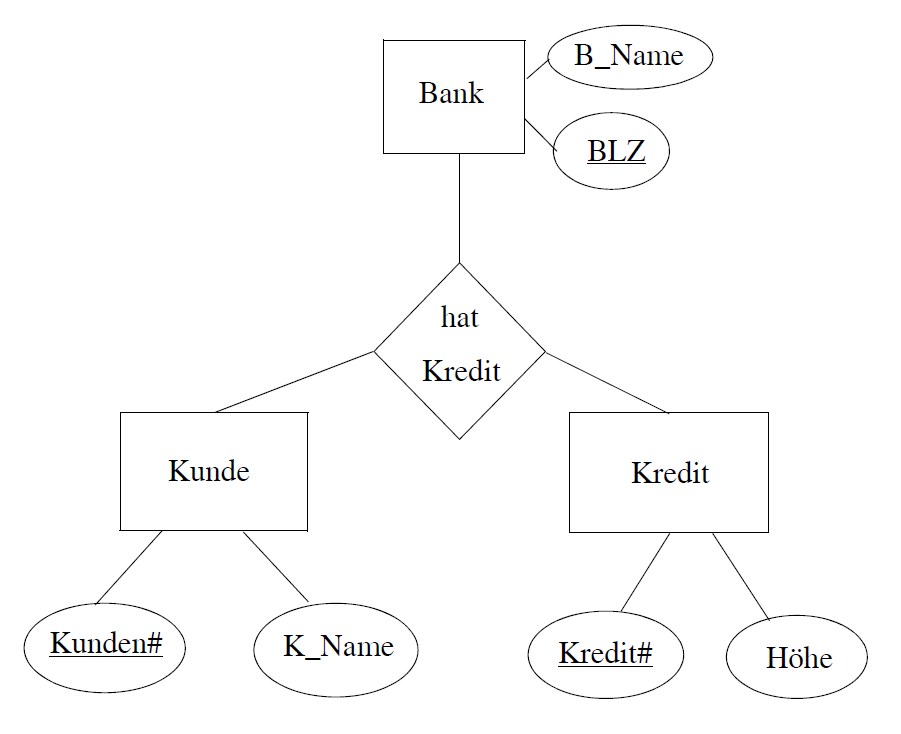 B_Name
Bank
BLZ
hat
Kredit
Kunde
Kredit
Kunden#
K_Name
Kredit#
Höhe